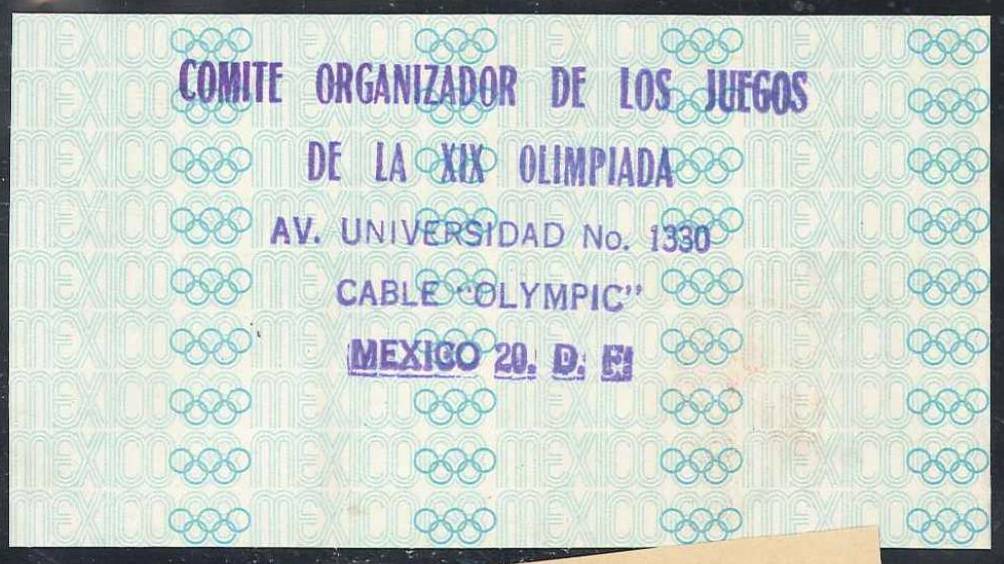 COMITE ORGANIZADOR DE LOS JUEGOS
DE LA XIX OLIMPIADA
AV. UNIVERSIDAD No. 1330
CABLE "OLYMPIC"
MEXICO 20. D. F.